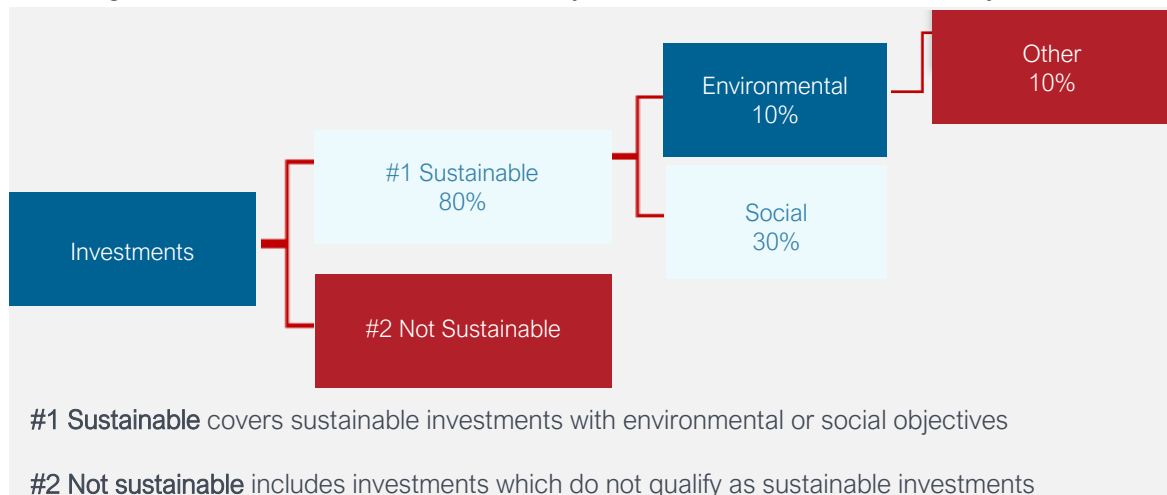 Other
10%
Environmental
10%
#1 Sustainable
80%
Social
30%
Investments
#2 Not Sustainable
#1 Sustainable covers sustainable investments with environmental or social objectives
#2 Not sustainable includes investments which do not qualify as sustainable investments